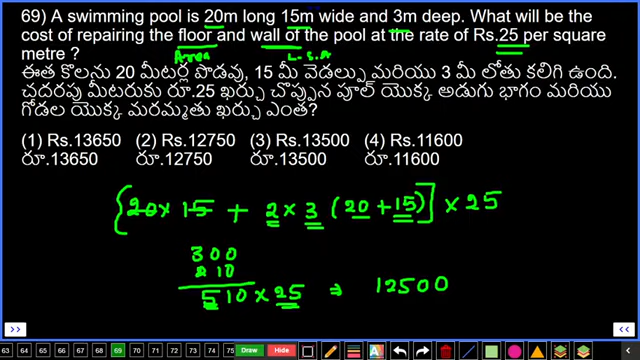 69) A swimming pool is 20m long 15m wide and 3m deep. What will be the
cost of repairing the floor and wall of the pool at the rate of Rs.25 per square
metre ?
Area L.S.A
ఈత కొలను 20 మీటర్ల పొడవు, 15 మీ వెడల్పు మరియు 3 మీ లోతు కలిగి ఉంది.
చదరపు మీటరుకు రూ.25 ఖర్చు చొప్పున పూల్ యొక్క అడుగు భాగం మరియు
గోడల యొక్క మరమ్మతు ఖర్చు ఎంత?
(1) Rs.13650 (2) Rs.12750 (3) Rs.13500 (4) Rs.11600
రూ.13650 రూ.12750 రూ.13500 రూ.11600
[20 × 15 + 2 × 3 (20 + 15)] × 25
300
210
510 × 25 ⇒ 12500
>> 63 64 65 66 67 68 69 70 71 72 73 74 75 Draw Hide A >>